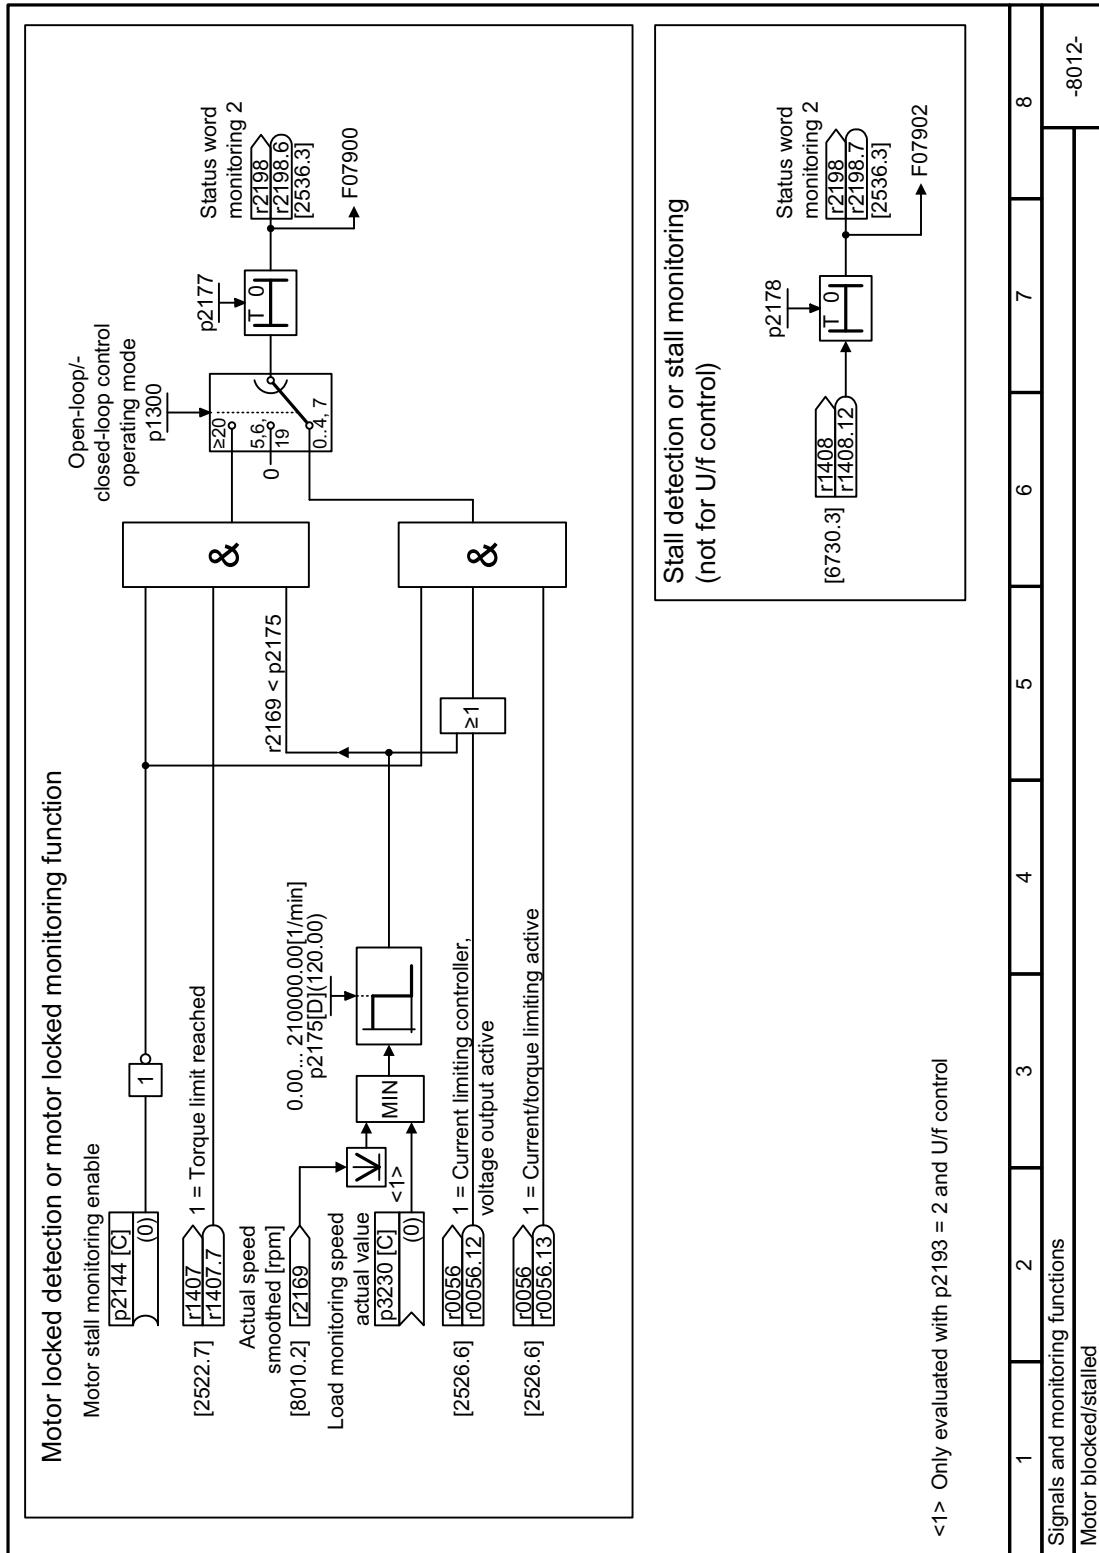 Motor locked detection or motor locked monitoring function
Motor stall monitoring enable
p2144 [C]
(0)
1
[2522.7]
r1407
r1407.7
1 = Torque limit reached
Actual speed
smoothed [rpm]
[8010.2]
r2169
Load monitoring speed
actual value
p3230 [C]
(0)
<1>
MIN
0.00... 210000.00[1/min]
p2175[D](120.00)
[2526.6]
r0056
r0056.12
1 = Current limiting controller,
voltage output active
[2526.6]
r0056
r0056.13
1 = Current/torque limiting active
r2169 < p2175
≥1
&
&
Open-loop/-
closed-loop control
operating mode
p1300
≥20
5,6,
19
0
0..4, 7
p2177
T 0
Status word
monitoring 2
r2198
r2198.6
[2536.3]
F07900
Stall detection or stall monitoring
(not for U/f control)
[6730.3]
r1408
r1408.12
p2178
T 0
Status word
monitoring 2
r2198
r2198.7
[2536.3]
F07902
<1> Only evaluated with p2193 = 2 and U/f control
1 2 3 4 5 6 7 8
Signals and monitoring functions
Motor blocked/stalled
-8012-